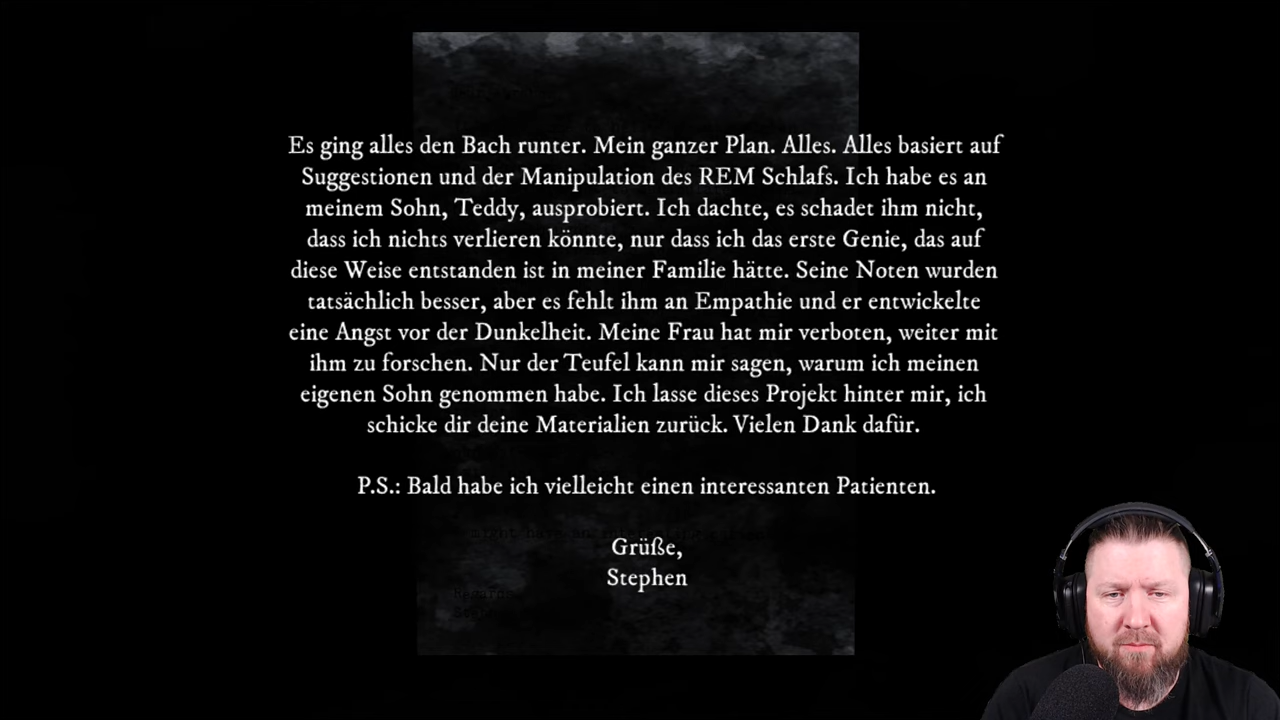 Es ging alles den Bach runter. Mein ganzer Plan. Alles. Alles basiert auf
Suggestionen und der Manipulation des REM Schlafs. Ich habe es an
meinem Sohn, Teddy, ausprobiert. Ich dachte, es schadet ihm nicht,
dass ich nichts verlieren könnte, nur dass ich das erste Genie, das auf
diese Weise entstanden ist in meiner Familie hätte. Seine Noten wurden
tatsächlich besser, aber es fehlt ihm an Empathie und er entwickelte
eine Angst vor der Dunkelheit. Meine Frau hat mir verboten, weiter mit
ihm zu forschen. Nur der Teufel kann mir sagen, warum ich meinen
eigenen Sohn genommen habe. Ich lasse dieses Projekt hinter mir, ich
schicke dir deine Materialien zurück. Vielen Dank dafür.
P.S.: Bald habe ich vielleicht einen interessanten Patienten.
Grüße,
Stephen
Regards